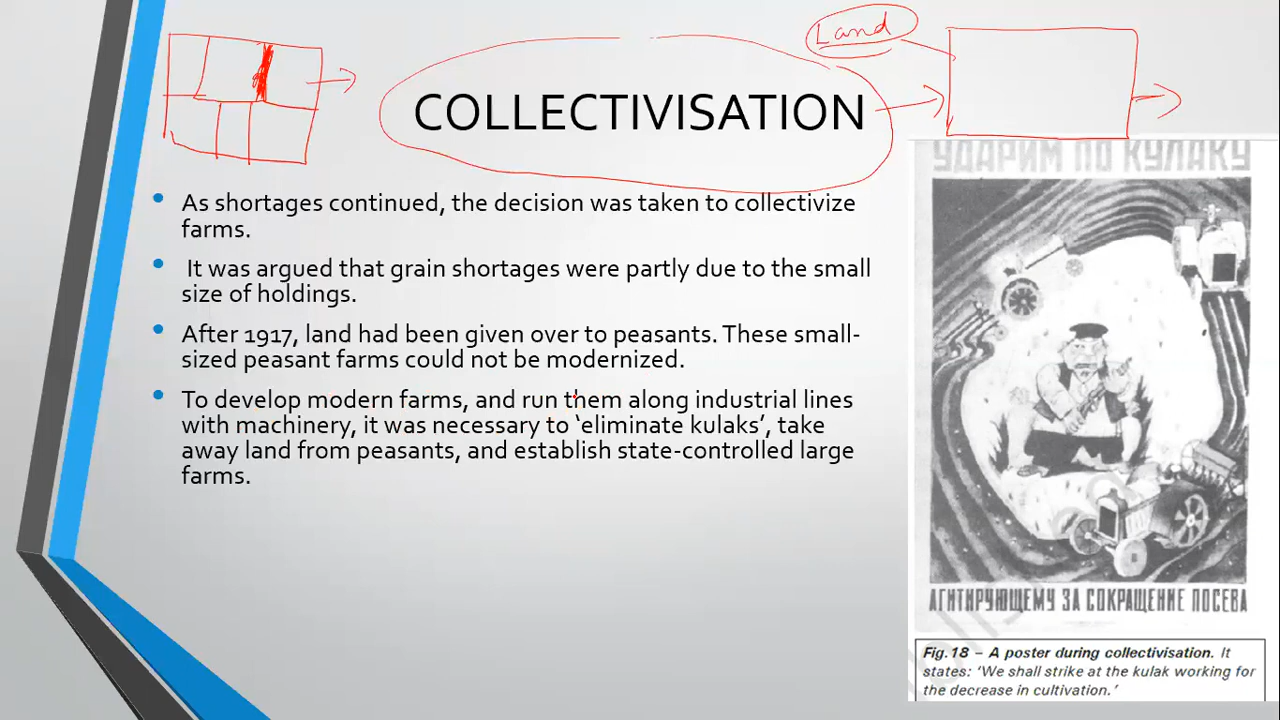 Land
COLLECTIVISATION
As shortages continued, the decision was taken to collectivize
farms.
It was argued that grain shortages were partly due to the small
size of holdings.
After 1917, land had been given over to peasants. These small-
sized peasant farms could not be modernized.
To develop modern farms, and run them along industrial lines
with machinery, it was necessary to ‘eliminate kulaks’, take
away land from peasants, and establish state-controlled large
farms.
УДАРИМ ПО КУЛАКУ
АГИТИРУЮЩЕМУ ЗА СОКРАЩЕНИЕ ПОСЕВА
Fig.18 – A poster during collectivisation. It
states: ‘We shall strike at the kulak working for
the decrease in cultivation.’